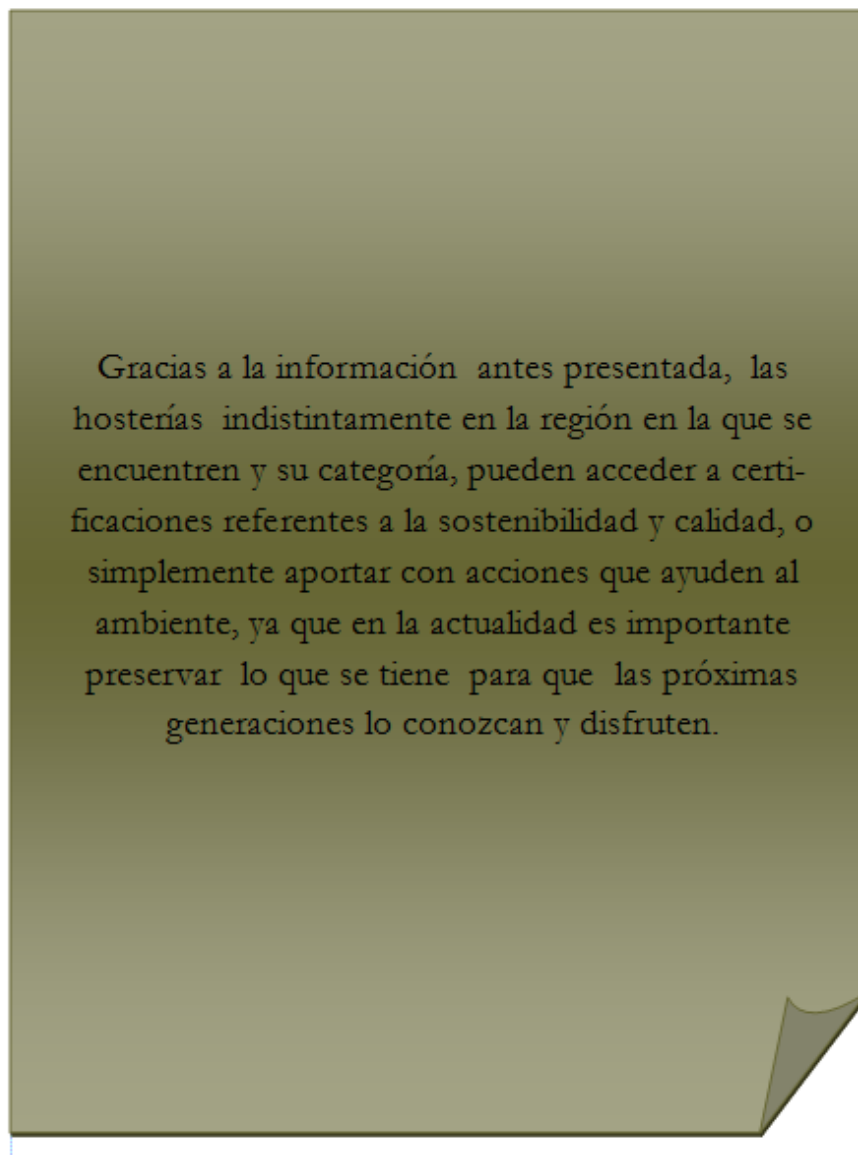 Gracias a la información antes presentada, las
hosterías indistintamente en la región en la que se
encuentren y su categoría, pueden acceder a certi-
ficaciones referentes a la sostenibilidad y calidad, o
simplemente aportar con acciones que ayuden al
ambiente, ya que en la actualidad es importante
preservar lo que se tiene para que las próximas
generaciones lo conozcan y disfruten.